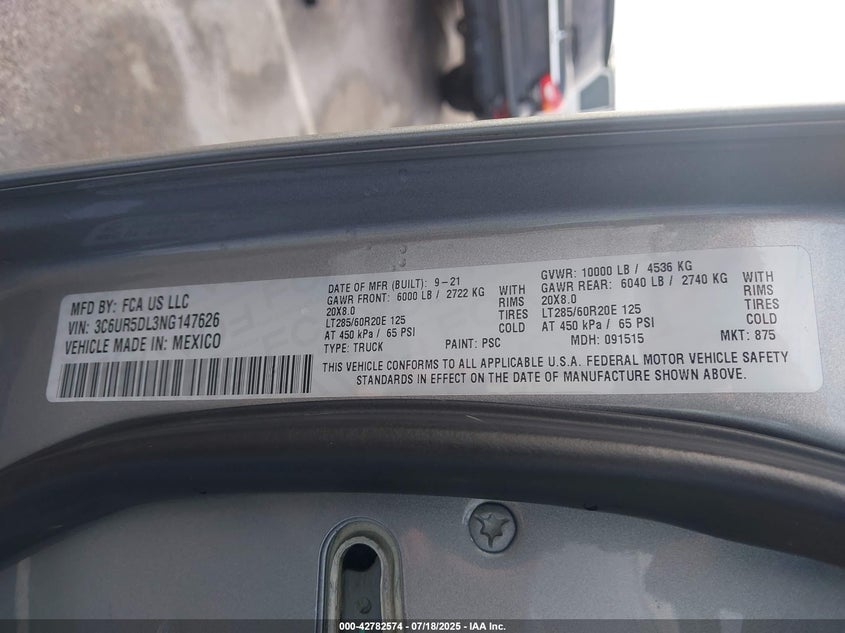 MFD BY: FCA US LLC
VIN: 3C6UR5DL3NG147626
VEHICLE MADE IN: MEXICO
DATE OF MFR (BUILT): 9-21
GAWR FRONT: 6000 LB / 2722 KG WITH
20X8.0 RIMS
LT285/60R20E 125 TIRES
AT 450 kPa / 65 PSI COLD
TYPE: TRUCK PAINT: PSC
GVWR: 10000 LB / 4536 KG
GAWR REAR: 6040 LB / 2740 KG WITH
20X8.0 RIMS
LT285/60R20E 125 TIRES
AT 450 kPa / 65 PSI COLD
MDH: 091515 MKT: 875
THIS VEHICLE CONFORMS TO ALL APPLICABLE U.S.A. FEDERAL MOTOR VEHICLE SAFETY
STANDARDS IN EFFECT ON THE DATE OF MANUFACTURE SHOWN ABOVE.
000-42782574 / 07/18/2025 - IAA Inc.